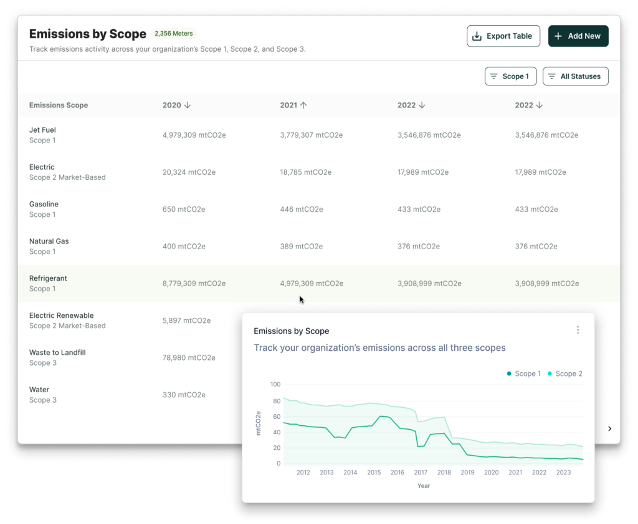 Emissions by Scope 2,356 Meters
Track emissions activity across your organization's Scope 1, Scope 2, and Scope 3.
Export Table
+ Add New
Scope 1
All Statuses
Emissions Scope 2020 ↓ 2021 ↑ 2022 ↓ 2022 ↓
Jet Fuel
Scope 1
4,979,309 mtCO2e 3,779,307 mtCO2e 3,546,876 mtCO2e 3,546,876 mtCO2e
Electric
Scope 2 Market-Based
20,324 mtCO2e 18,785 mtCO2e 17,989 mtCO2e 17,989 mtCO2e
Gasoline
Scope 1
650 mtCO2e 446 mtCO2e 433 mtCO2e 433 mtCO2e
Natural Gas
Scope 1
400 mtCO2e 389 mtCO2e 376 mtCO2e 376 mtCO2e
Refrigerant
Scope 1
8,779,309 mtCO2e 4,979,309 mtCO2e 3,908,999 mtCO2e 3,908,999 mtCO2e
Electric Renewable
Scope 2 Market-Based
5,897 mtCO2e
Waste to Landfill
Scope 3
78,980 mtCO2e
Water
Scope 3
330 mtCO2e
Emissions by Scope
Track your organization's emissions across all three scopes
Scope 1 Scope 2
100
80
60
40
20
0
mtCO2e
2012 2013 2014 2015 2016 2017 2018 2019 2020 2021 2022 2023
Year